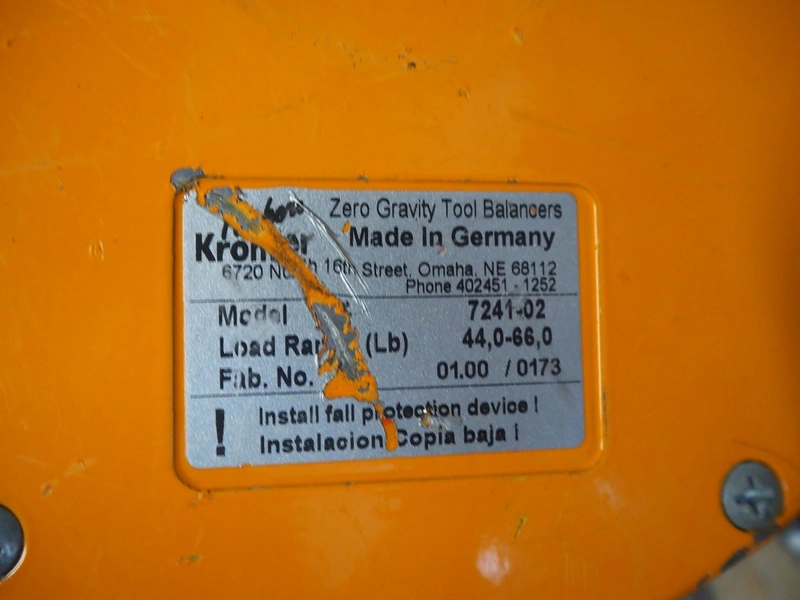 Zero Gravity Tool Balancers
Made In Germany
6720 16th Street, Omaha, NE 68112
Phone 402451 - 1252
Model 7241-02
Load (Lb) 44,0-66,0
Fab. No. 01.00 / 0173
! Install fall protection device !
Instalacion Copia baja !